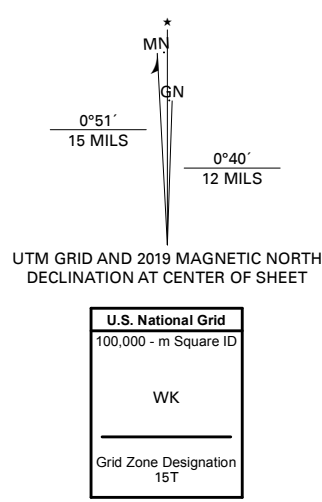 ★
MN
GN
0°51´
15 MILS
0°40´
12 MILS
UTM GRID AND 2019 MAGNETIC NORTH
DECLINATION AT CENTER OF SHEET
U.S. National Grid
100,000 - m Square ID
WK
Grid Zone Designation
15T